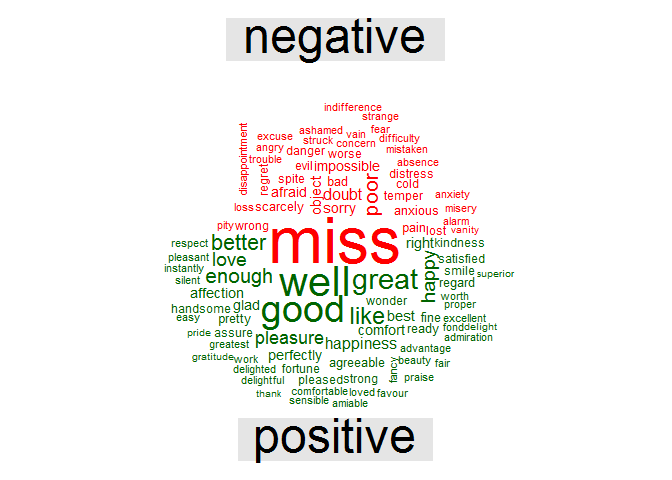 negative
indifference
strange
ashamed
vain
fear
excuse
struck
concern
difficulty
angry
danger
worse
mistaken
disappointment
trouble
evil
impossible
absence
regret
spite
bad
distress
cold
afraid
object
doubt
poor
temper
anxiety
loss
scarcely
sorry
anxious
misery
alarm
pity
wrong
miss
pain
lost
vanity
respect
better
right
kindness
pleasant
love
satisfied
instantly
enough
well
great
happy
smile
superior
silent
regard
affection
wonder
worth
handsome
glad
good
like
best
fine
proper
excellent
easy
pretty
comfort
ready
fond
delight
pride
assure
pleasure
happiness
admiration
greatest
advantage
gratitude
work
perfectly
agreeable
beauty
fair
delighted
fortune
fancy
delightful
pleased
strong
praise
thank
comfortable
loved
favour
sensible
amiable
positive